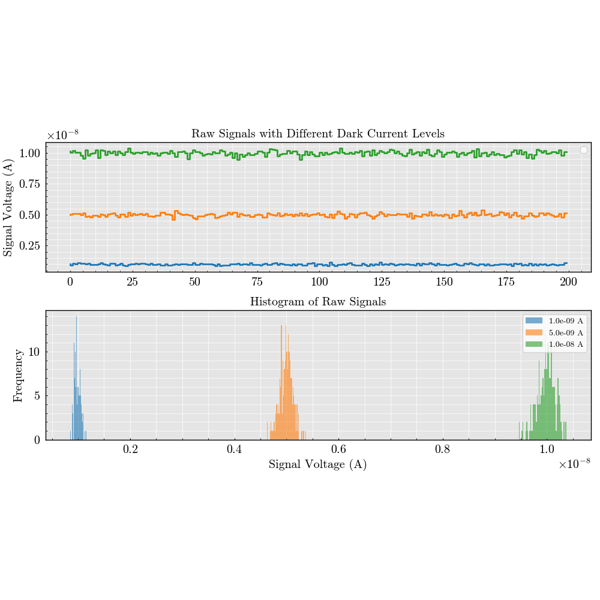 Raw Signals with Different Dark Current Levels
×10⁻⁸
1.00
0.75
0.50
0.25
Signal Voltage (A)
0 25 50 75 100 125 150 175 200
Histogram of Raw Signals
1.0e-09 A
5.0e-09 A
1.0e-08 A
10
5
0
Frequency
0.2 0.4 0.6 0.8 1.0
Signal Voltage (A)
×10⁻⁸